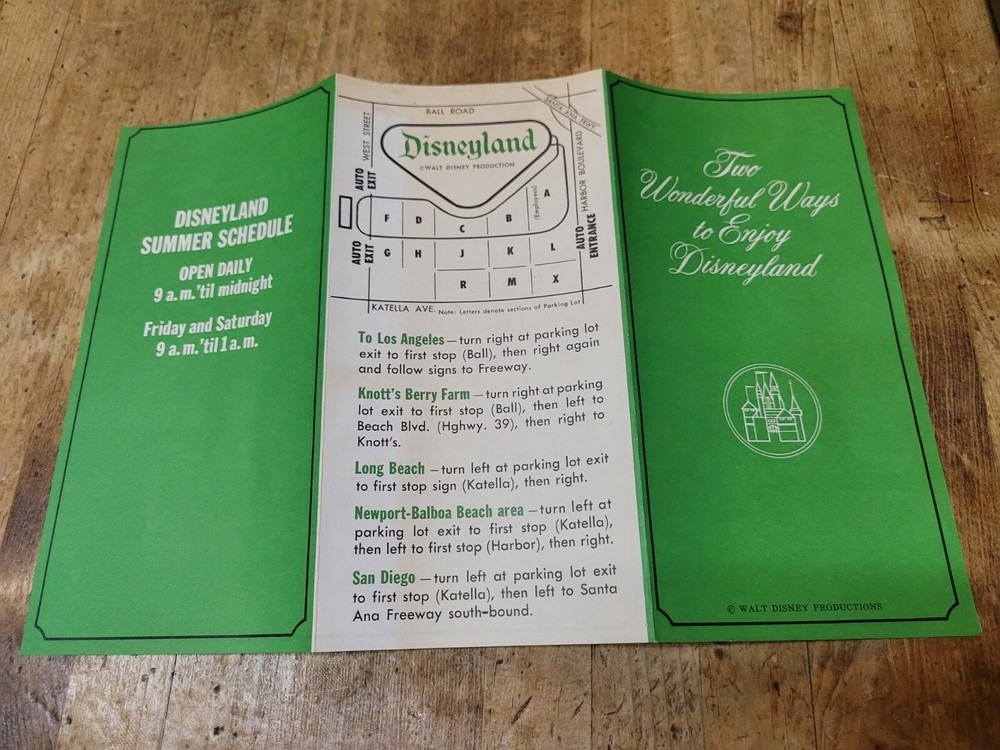 DISNEYLAND
SUMMER SCHEDULE
OPEN DAILY
9 a.m. 'til midnight
Friday and Saturday
9 a.m. 'til 1 a.m.
BALL ROAD
SANTA ANA FRWY.
WEST STREET
Disneyland
© WALT DISNEY PRODUCTION
HARBOR BOULEVARD
AUTO
EXIT
A
(Employees)
F D B
C
AUTO
ENTRANCE
AUTO
EXIT
G H J K L
R M X
KATELLA AVE. Note: Letters denote sections of Parking Lot
To Los Angeles — turn right at parking lot
exit to first stop (Ball), then right again
and follow signs to Freeway.
Knott's Berry Farm — turn right at parking
lot exit to first stop (Ball), then left to
Beach Blvd. (Hghwy. 39), then right to
Knott's.
Long Beach — turn left at parking lot exit
to first stop sign (Katella), then right.
Newport-Balboa Beach area — turn left at
parking lot exit to first stop (Katella),
then left to first stop (Harbor), then right.
San Diego — turn left at parking lot exit
to first stop (Katella), then left to Santa
Ana Freeway south-bound.
Two
Wonderful Ways
to Enjoy
Disneyland
© WALT DISNEY PRODUCTIONS